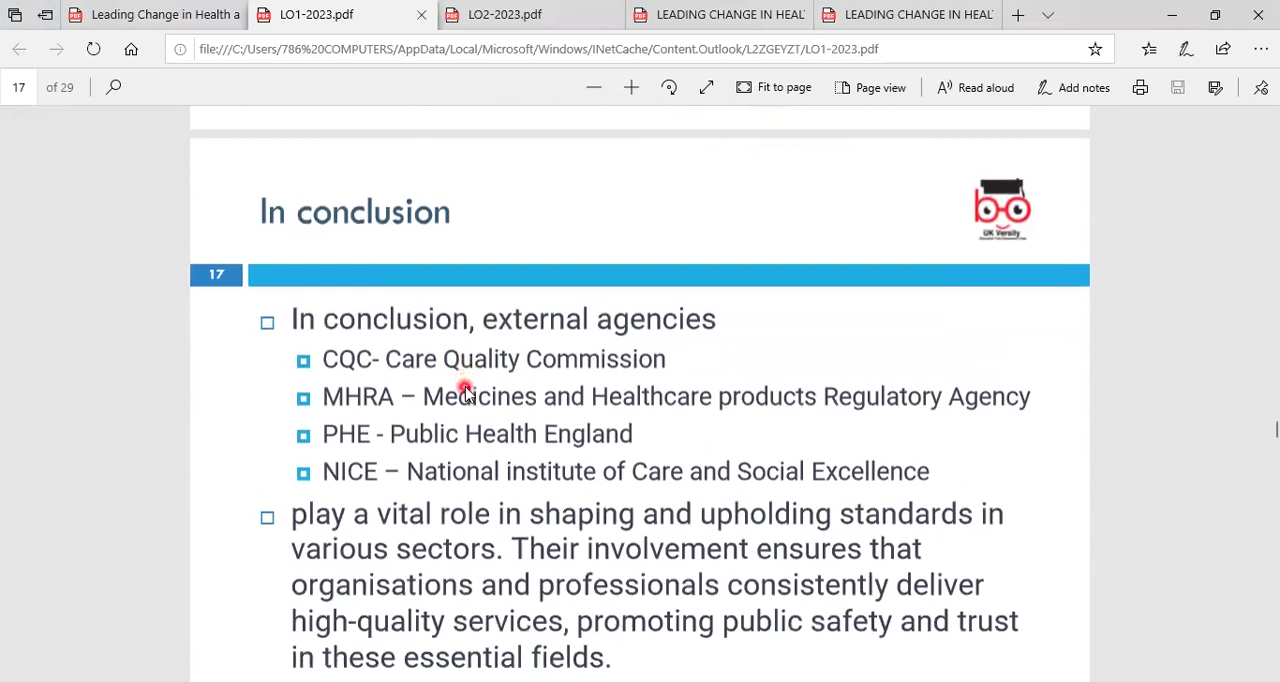 Leading Change in Health a
LO1-2023.pdf
LO2-2023.pdf
LEADING CHANGE IN HEAL
LEADING CHANGE IN HEAL
file:///C:/Users/786%20COMPUTERS/AppData/Local/Microsoft/Windows/INetCache/Content.Outlook/L2ZGEYZT/LO1-2023.pdf
17 of 29
Fit to page
Page view
Read aloud
Add notes
In conclusion
UK Versity
17
In conclusion, external agencies
CQC- Care Quality Commission
MHRA – Medicines and Healthcare products Regulatory Agency
PHE - Public Health England
NICE – National institute of Care and Social Excellence
play a vital role in shaping and upholding standards in
various sectors. Their involvement ensures that
organisations and professionals consistently deliver
high-quality services, promoting public safety and trust
in these essential fields.